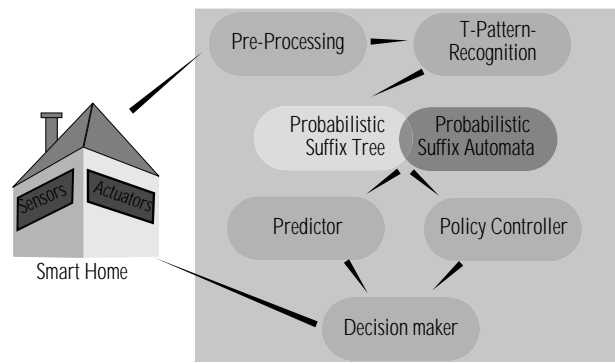 Pre-Processing
T-Pattern-
Recognition
Probabilistic
Suffix Tree
Probabilistic
Suffix Automata
Sensors
Actuators
Predictor
Policy Controller
Smart Home
Decision maker